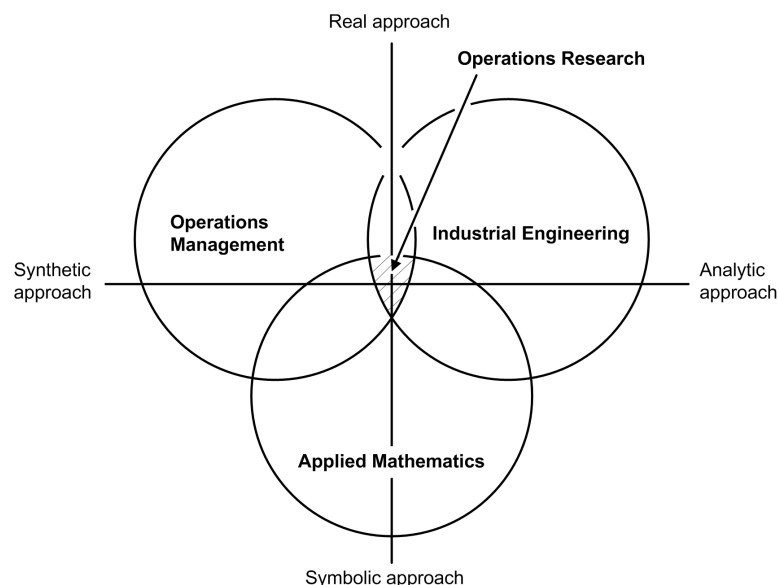 Real approach
Operations Research
Operations
Management
Industrial Engineering
Synthetic
approach
Analytic
approach
Applied Mathematics
Symbolic approach